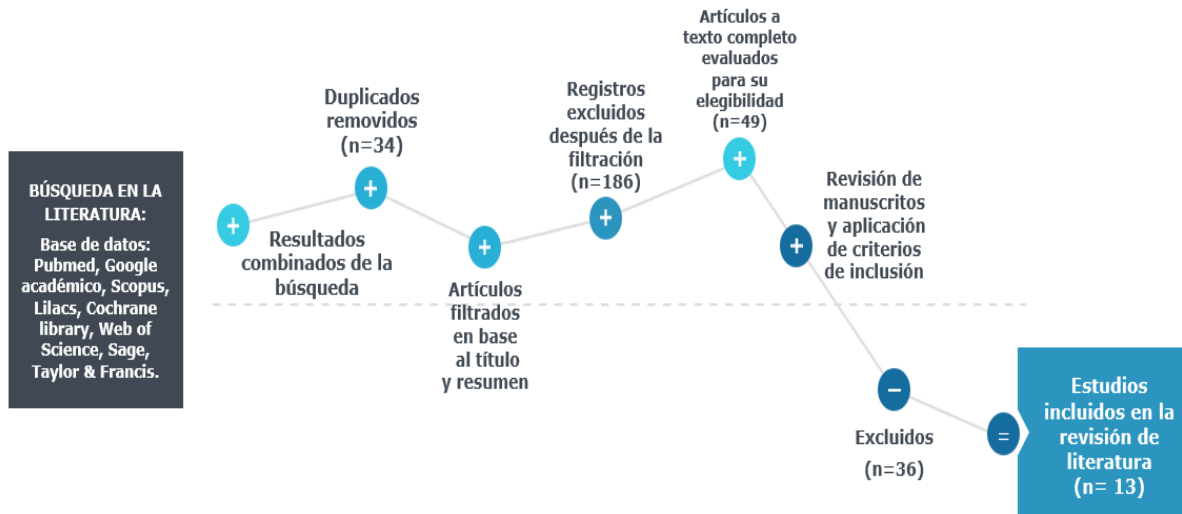 BÚSQUEDA EN LA
LITERATURA:
Base de datos:
Pubmed, Google
académico, Scopus,
Lilacs, Cochrane
library, Web of
Science, Sage,
Taylor & Francis.
+
Resultados
combinados de la
búsqueda
Duplicados
removidos
(n=34)
+
+
Artículos
filtrados
en base
al título
y resumen
Registros
excluidos
después de la
filtración
(n=186)
+
Artículos a
texto completo
evaluados
para su
elegibilidad
(n=49)
+
+
Revisión de
manuscritos
y aplicación
de criterios
de inclusión
−
Excluidos
(n=36)
=
Estudios
incluidos en la
revisión de
literatura
(n= 13)